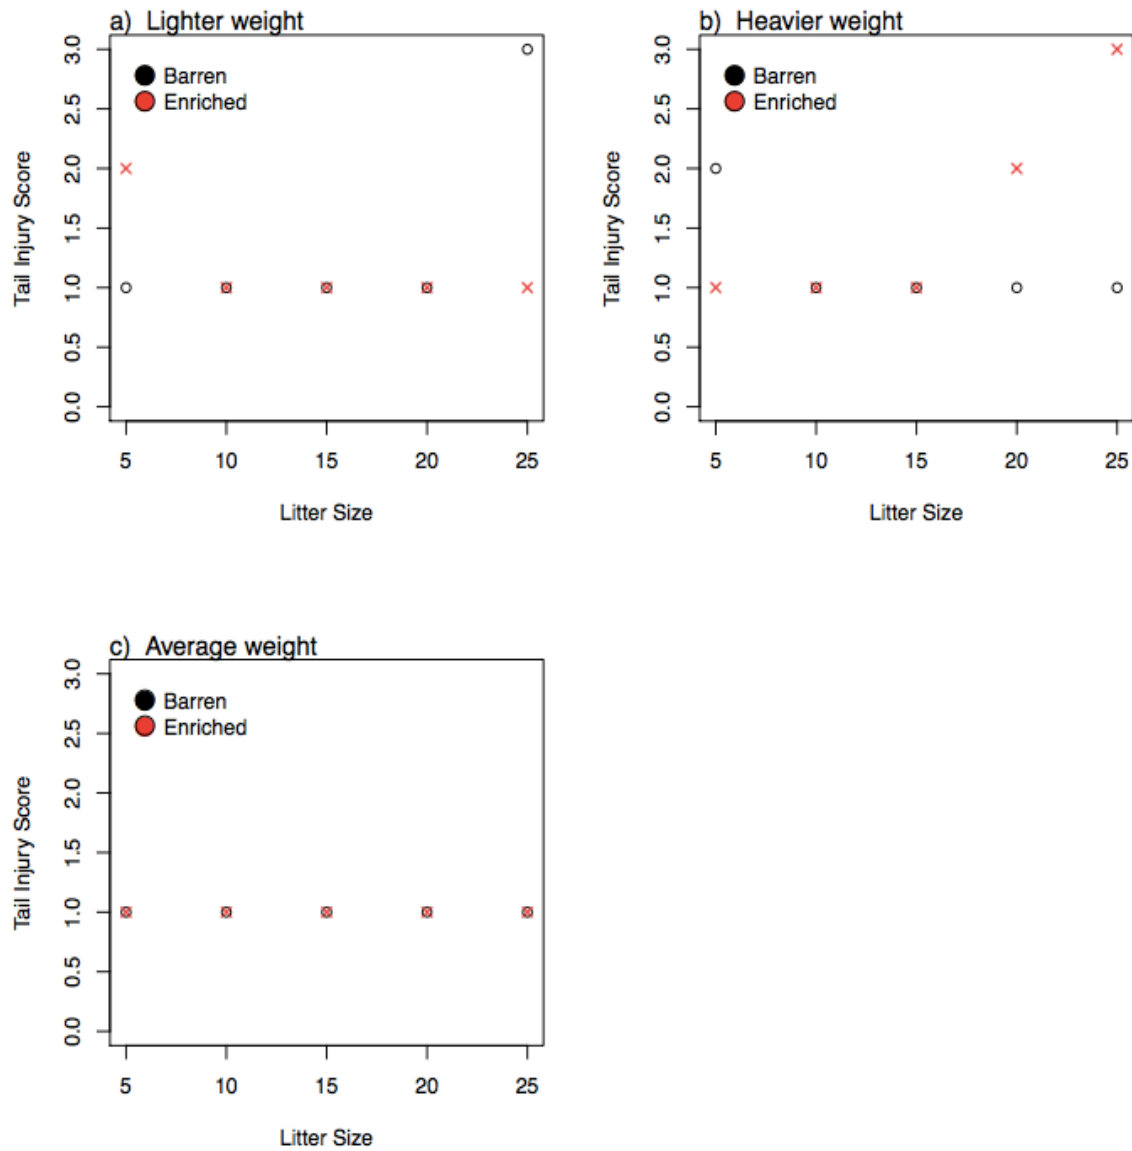 a) Lighter weight
Barren
Enriched
Tail Injury Score
3.0
2.5
2.0
1.5
1.0
0.5
0.0
5 10 15 20 25
Litter Size
b) Heavier weight
Barren
Enriched
Tail Injury Score
3.0
2.5
2.0
1.5
1.0
0.5
0.0
5 10 15 20 25
Litter Size
c) Average weight
Barren
Enriched
Tail Injury Score
3.0
2.5
2.0
1.5
1.0
0.5
0.0
5 10 15 20 25
Litter Size